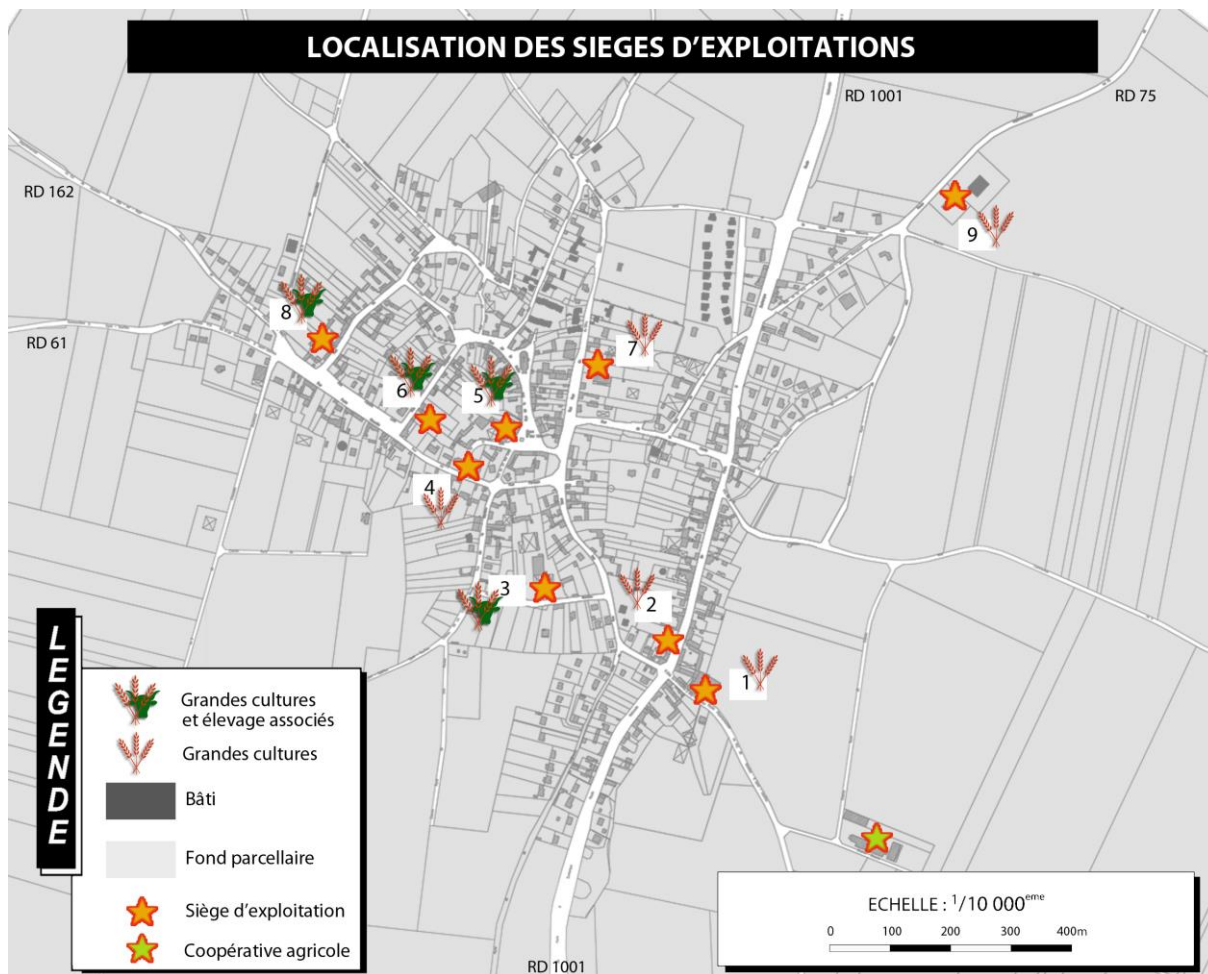 LOCALISATION DES SIEGES D'EXPLOITATIONS
RD 1001
RD 75
RD 162
9
8
RD 61
7
6
5
4
3
2
1
LEGENDE
Grandes cultures
et élevage associés
Grandes cultures
Bâti
Fond parcellaire
Siège d'exploitation
Coopérative agricole
ECHELLE : 1/10 000eme
0 100 200 300 400m
RD 1001